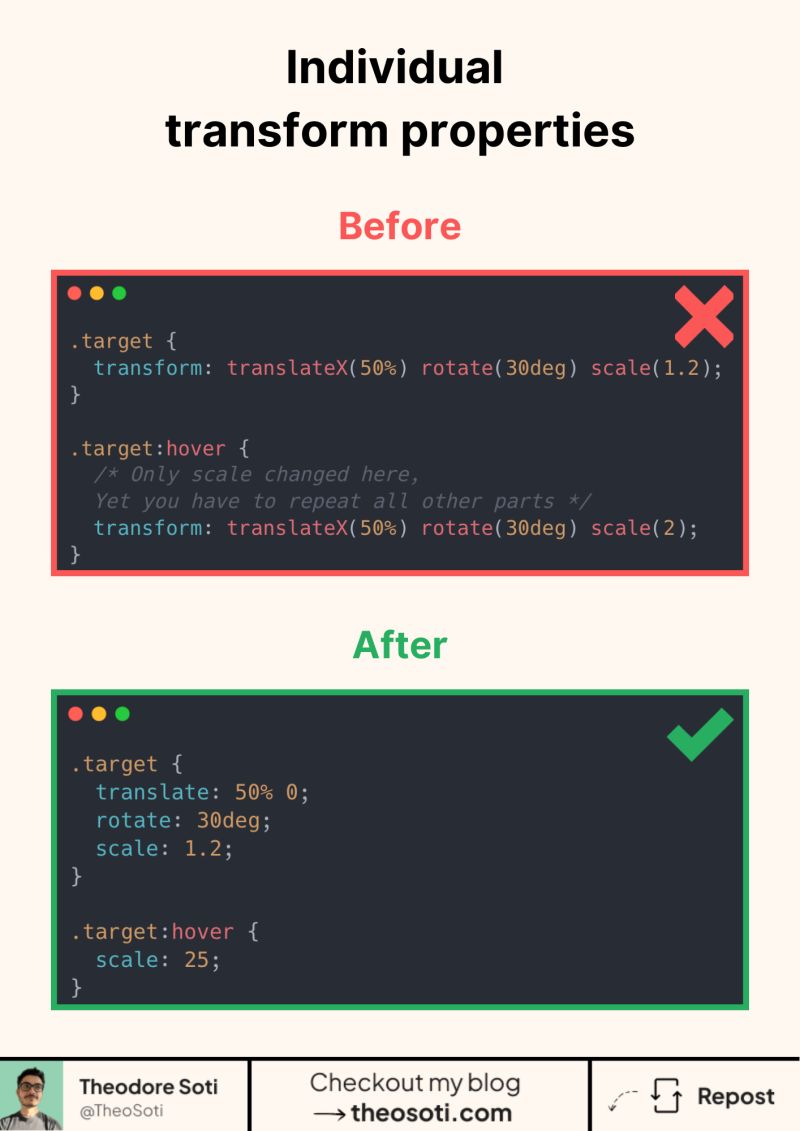 Individual
transform properties
Before
.target {
  transform: translateX(50%) rotate(30deg) scale(1.2);
}
.target:hover {
  /* Only scale changed here,
  Yet you have to repeat all other parts */
  transform: translateX(50%) rotate(30deg) scale(2);
}
After
.target {
  translate: 50% 0;
  rotate: 30deg;
  scale: 1.2;
}
.target:hover {
  scale: 25;
}
Theodore Soti
@TheoSoti
Checkout my blog
→ theosoti.com
Repost